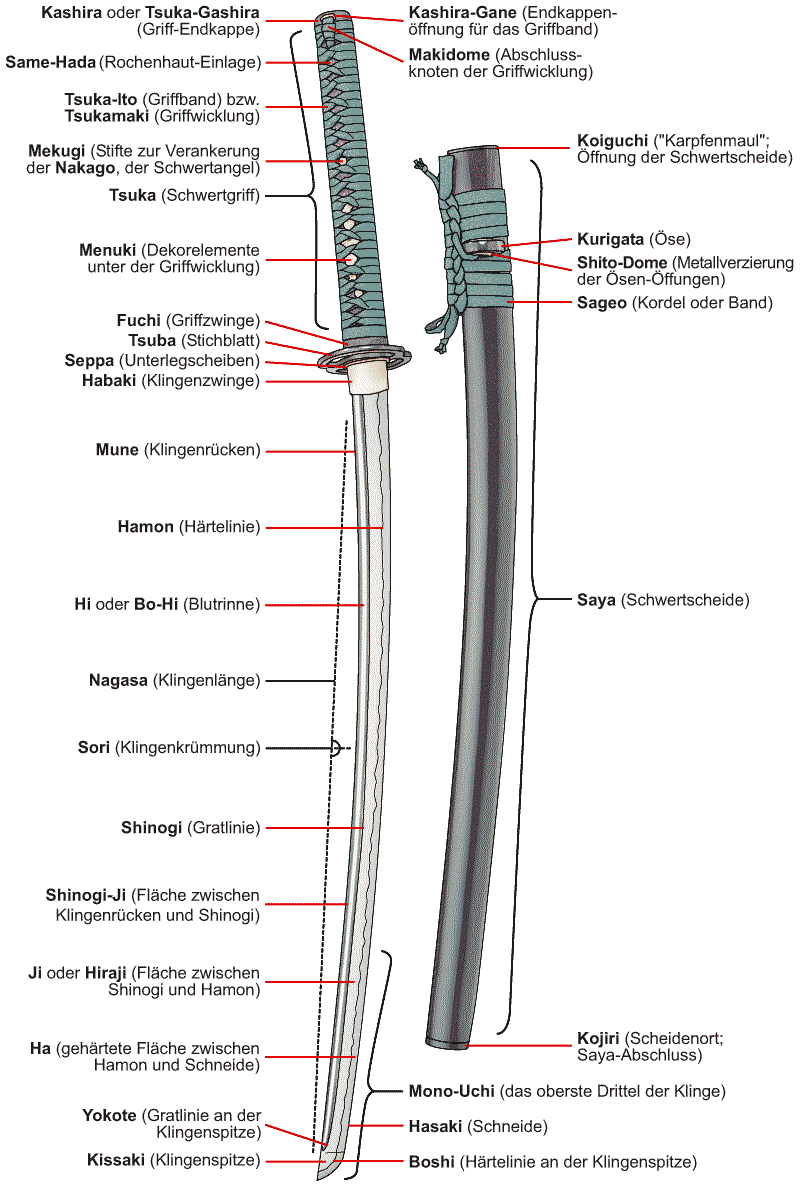 Kashira oder Tsuka-Gashira
(Griff-Endkappe)
Same-Hada (Rochenhaut-Einlage)
Tsuka-Ito (Griffband) bzw.
Tsukamaki (Griffwicklung)
Mekugi (Stifte zur Verankerung
der Nakago, der Schwertangel)
Tsuka (Schwertgriff)
Menuki (Dekorelemente
unter der Griffwicklung)
Fuchi (Griffzwinge)
Tsuba (Stichblatt)
Seppa (Unterlegscheiben)
Habaki (Klingenzwinge)
Mune (Klingenrücken)
Hamon (Härtelinie)
Hi oder Bo-Hi (Blutrinne)
Nagasa (Klingenlänge)
Sori (Klingenkrümmung)
Shinogi (Gratlinie)
Shinogi-Ji (Fläche zwischen
Klingenrücken und Shinogi)
Ji oder Hiraji (Fläche zwischen
Shinogi und Hamon)
Ha (gehärtete Fläche zwischen
Hamon und Schneide)
Yokote (Gratlinie an der
Klingenspitze)
Kissaki (Klingenspitze)
Kashira-Gane (Endkappen-
öffnung für das Griffband)
Makidome (Abschluss-
knoten der Griffwicklung)
Koiguchi ("Karpfenmaul";
Öffnung der Schwertscheide)
Kurigata (Öse)
Shito-Dome (Metallverzierung
der Ösen-Öffungen)
Sageo (Kordel oder Band)
Saya (Schwertscheide)
Kojiri (Scheidenort;
Saya-Abschluss)
Mono-Uchi (das oberste Drittel der Klinge)
Hasaki (Schneide)
Boshi (Härtelinie an der Klingenspitze)